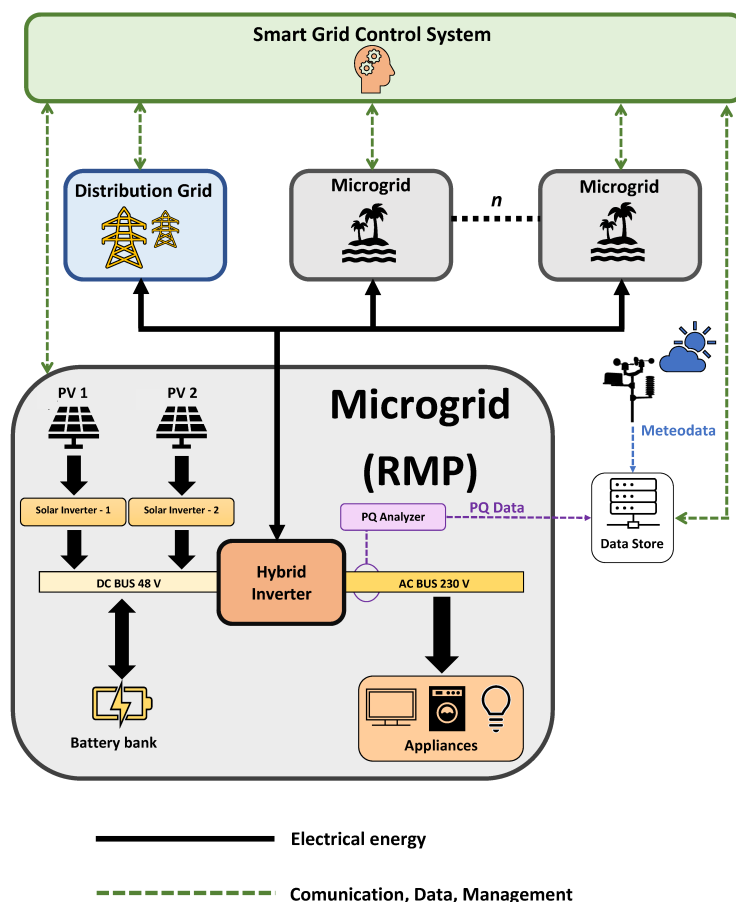 Smart Grid Control System
Distribution Grid
Microgrid
n
Microgrid
PV 1
PV 2
Microgrid
(RMP)
Meteodata
Solar Inverter - 1
Solar Inverter - 2
PQ Analyzer
PQ Data
Data Store
DC BUS 48 V
Hybrid
Inverter
AC BUS 230 V
Battery bank
Appliances
Electrical energy
Comunication, Data, Management